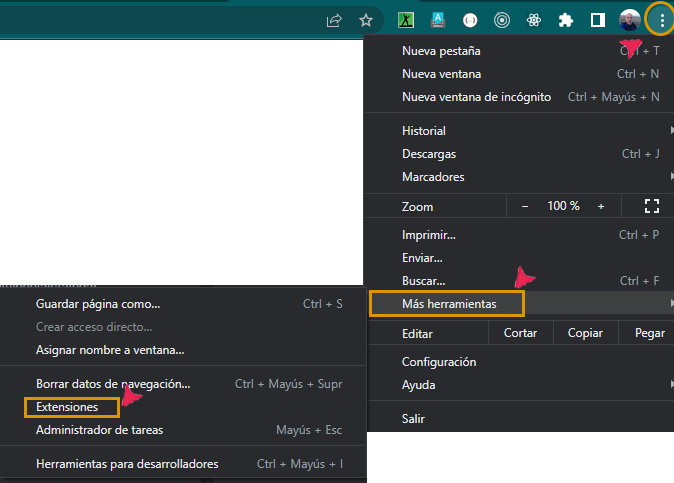 Nueva pestaña Ctrl + T
Nueva ventana Ctrl + N
Nueva ventana de incógnito Ctrl + Mayús + N
Historial
Descargas Ctrl + J
Marcadores
Zoom − 100 % +
Imprimir... Ctrl + P
Enviar...
Buscar... Ctrl + F
Más herramientas
Editar Cortar Copiar Pegar
Configuración
Ayuda
Salir
Guardar página como... Ctrl + S
Crear acceso directo...
Asignar nombre a ventana...
Borrar datos de navegación... Ctrl + Mayús + Supr
Extensiones
Administrador de tareas Mayús + Esc
Herramientas para desarrolladores Ctrl + Mayús + I